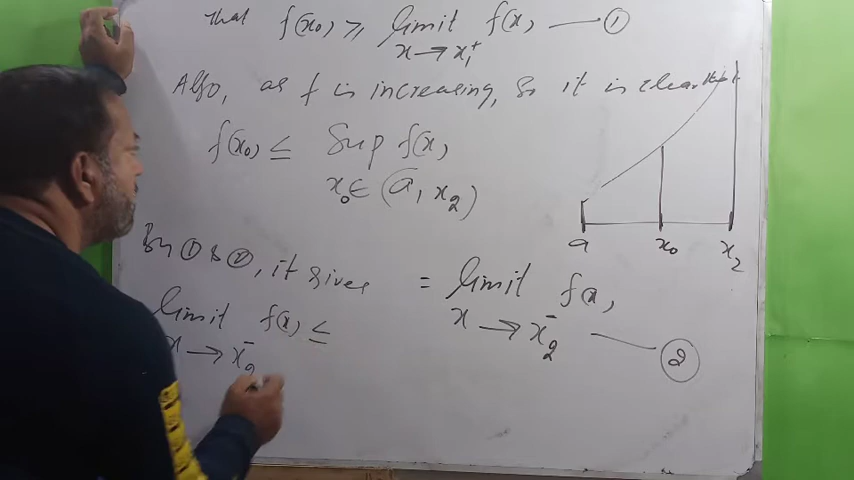 that f(x₀) ≥ limit f(x) —— ①
x → x₁⁺
Also, as f is increasing, so it is clear that
f(x₀) ≤ Sup f(x)
x₀ ∈ (a, x₂)
a x₀ x₂
By ① & ②, it gives = limit f(x)
x → x₂⁻ —— ②
limit f(x) ≤
x → x₂⁻